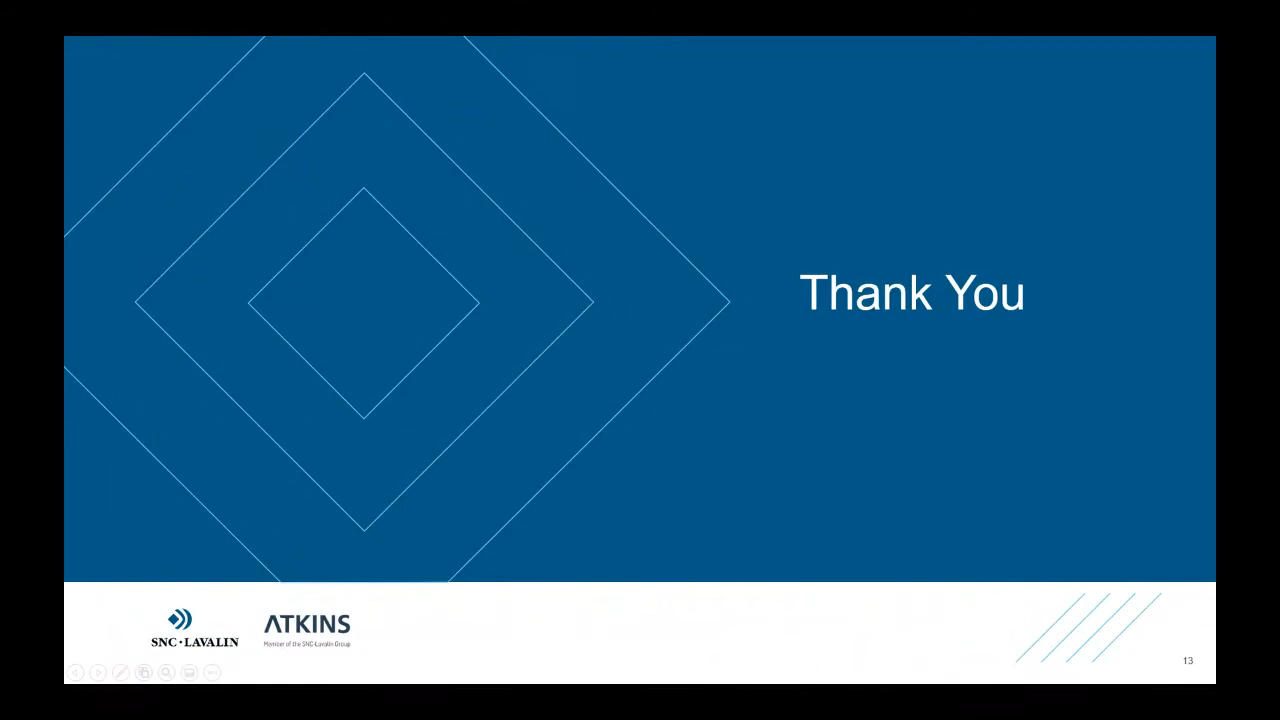 Thank You
SNC·LAVALIN
ATKINS
Member of the SNC-Lavalin Group
13